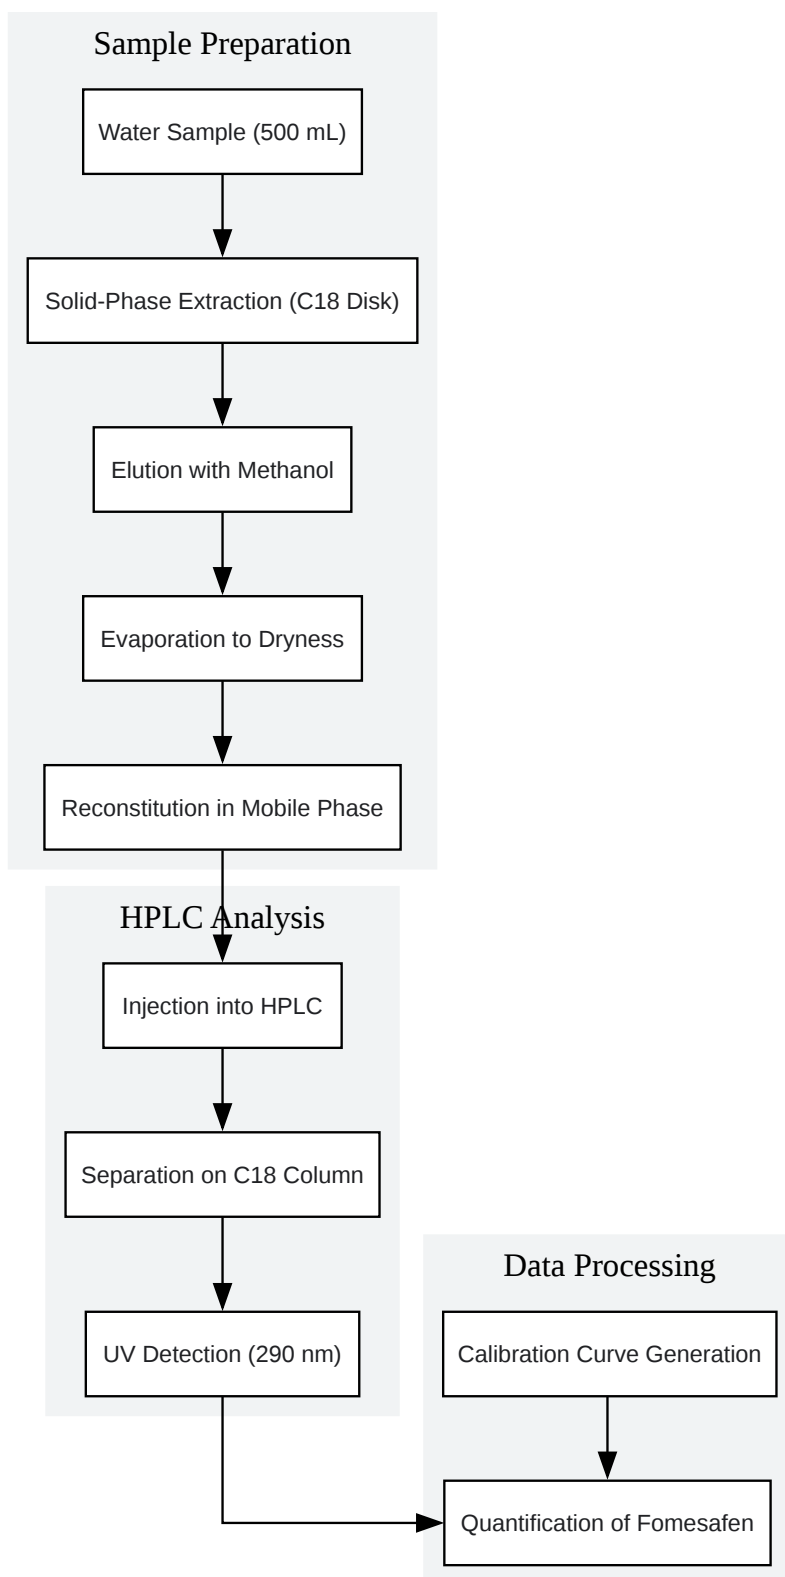 Sample Preparation
Water Sample (500 mL)
Solid-Phase Extraction (C18 Disk)
Elution with Methanol
Evaporation to Dryness
Reconstitution in Mobile Phase
HPLC Analysis
Injection into HPLC
Separation on C18 Column
UV Detection (290 nm)
Data Processing
Calibration Curve Generation
Quantification of Fomesafen